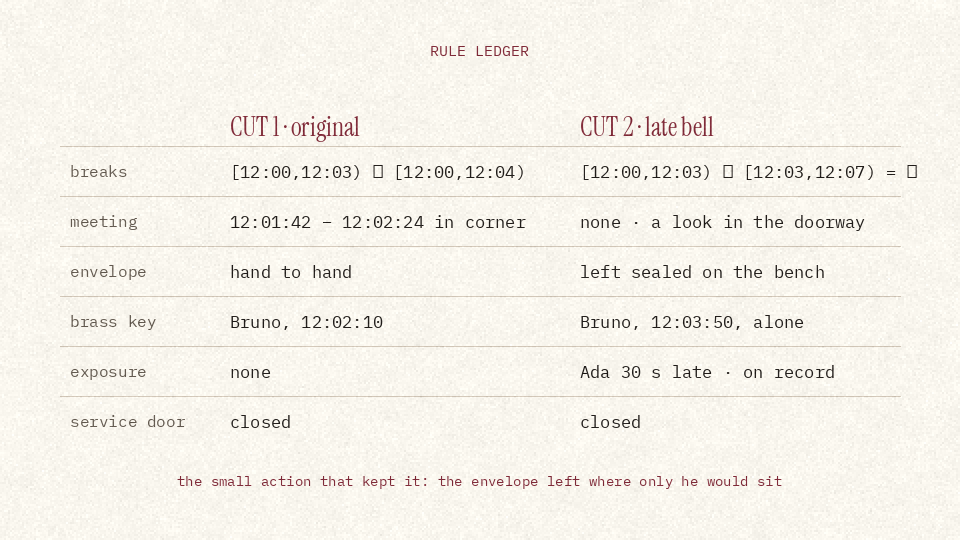 RULE LEDGER
CUT 1 · original CUT 2 · late bell
breaks [12:00,12:03) □ [12:00,12:04) [12:00,12:03) □ [12:03,12:07) = □
meeting 12:01:42 – 12:02:24 in corner none · a look in the doorway
envelope hand to hand left sealed on the bench
brass key Bruno, 12:02:10 Bruno, 12:03:50, alone
exposure none Ada 30 s late · on record
service door closed closed
the small action that kept it: the envelope left where only he would sit